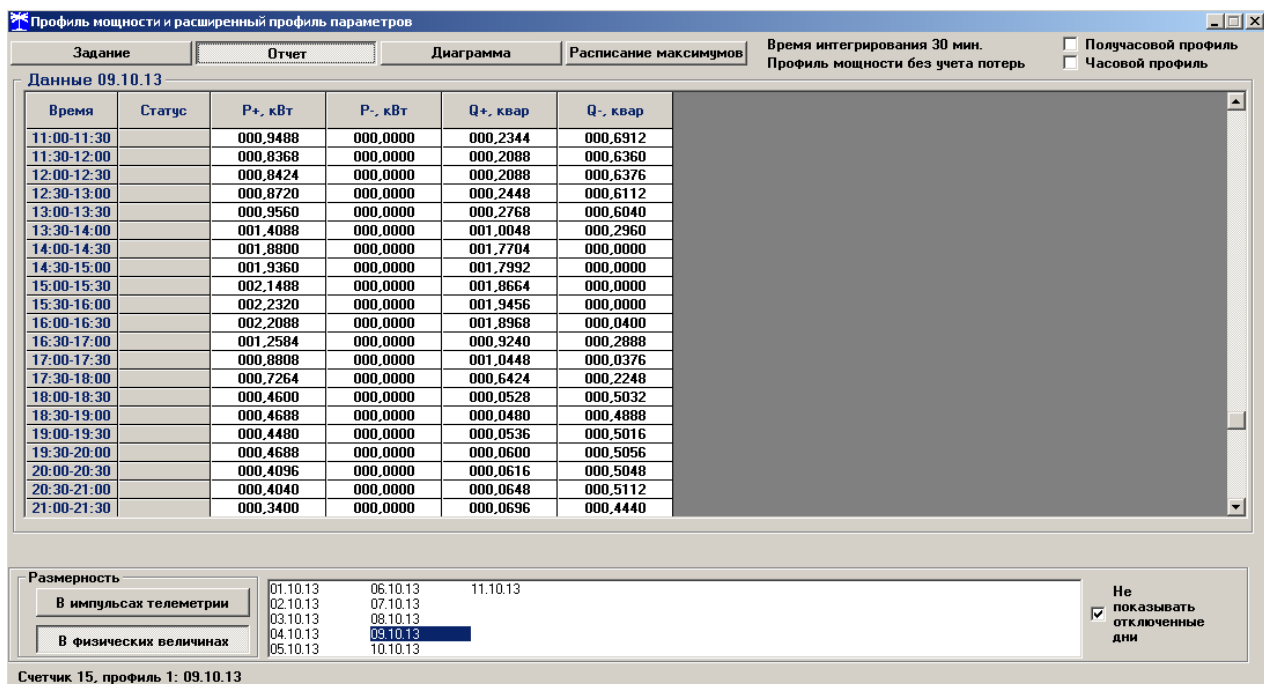 Профиль мощности и расширенный профиль параметров
Задание Отчет Диаграмма Расписание максимумов Время интегрирования 30 мин. Получасовой профиль
Профиль мощности без учета потерь Часовой профиль
Данные 09.10.13
Время Статус P+, кВт P-, кВт Q+, квар Q-, квар
11:00-11:30 000,9488 000,0000 000,2344 000,6912
11:30-12:00 000,8368 000,0000 000,2088 000,6360
12:00-12:30 000,8424 000,0000 000,2088 000,6376
12:30-13:00 000,8720 000,0000 000,2448 000,6112
13:00-13:30 000,9560 000,0000 000,2768 000,6040
13:30-14:00 001,4088 000,0000 001,0048 000,2960
14:00-14:30 001,8800 000,0000 001,7704 000,0000
14:30-15:00 001,9360 000,0000 001,7992 000,0000
15:00-15:30 002,1488 000,0000 001,8664 000,0000
15:30-16:00 002,2320 000,0000 001,9456 000,0000
16:00-16:30 002,2088 000,0000 001,8968 000,0400
16:30-17:00 001,2584 000,0000 000,9240 000,2888
17:00-17:30 000,8808 000,0000 001,0448 000,0376
17:30-18:00 000,7264 000,0000 000,6424 000,2248
18:00-18:30 000,4600 000,0000 000,0528 000,5032
18:30-19:00 000,4688 000,0000 000,0480 000,4888
19:00-19:30 000,4480 000,0000 000,0536 000,5016
19:30-20:00 000,4688 000,0000 000,0600 000,5056
20:00-20:30 000,4096 000,0000 000,0616 000,5048
20:30-21:00 000,4040 000,0000 000,0648 000,5112
21:00-21:30 000,3400 000,0000 000,0696 000,4440
Размерность
В импульсах телеметрии
В физических величинах
01.10.13 06.10.13 11.10.13
02.10.13 07.10.13
03.10.13 08.10.13
04.10.13 09.10.13
05.10.13 10.10.13
Не
показывать
отключенные
дни
Счетчик 15, профиль 1: 09.10.13